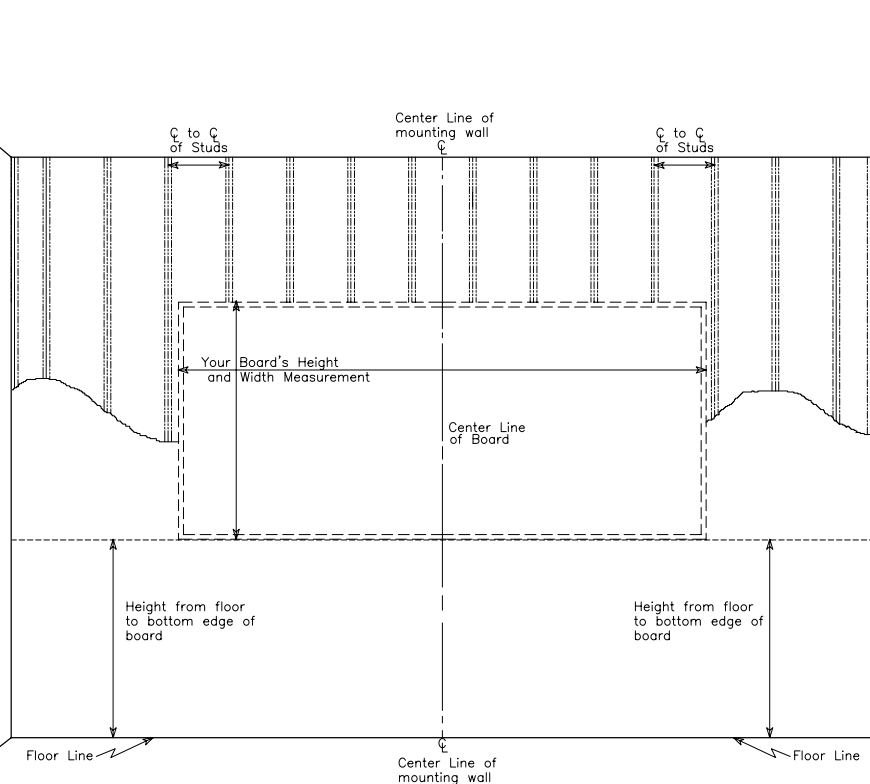 Center Line of
mounting wall
℄
℄ to ℄
of Studs
℄ to ℄
of Studs
Your Board's Height
and Width Measurement
Center Line
of Board
Height from floor
to bottom edge of
board
Height from floor
to bottom edge of
board
Floor Line
℄
Center Line of
mounting wall
Floor Line